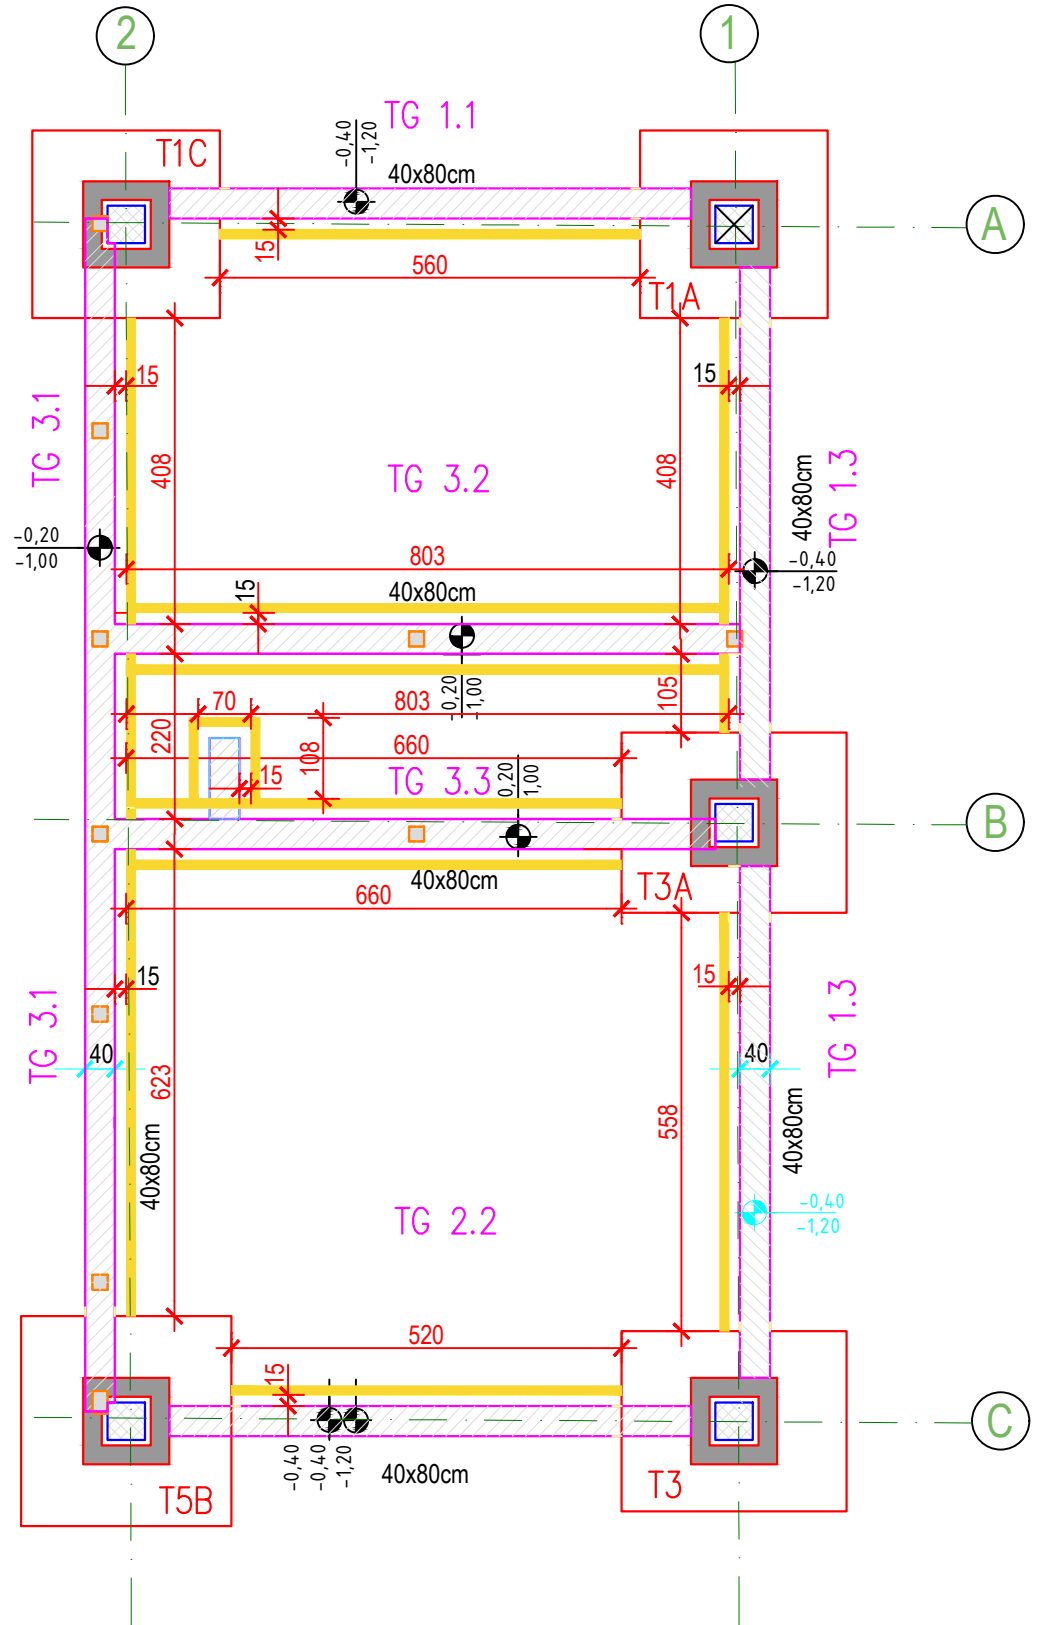 2
1
TG 1.1
-0,40
-1,20
T1C
40x80cm
A
15
560
T1A
15
15
TG 3.1
408
TG 3.2
408
40x80cm
TG 1.3
-0,20
-1,00
803
-0,40
-1,20
15
40x80cm
-0,20
-1,00
105
70
803
220
660
108
15
TG 3.3
0,20
1,00
B
40x80cm
T3A
660
15
15
TG 3.1
TG 1.3
40
40
623
558
40x80cm
40x80cm
-0,40
-1,20
TG 2.2
520
15
C
-0,40
-0,40
-1,20
40x80cm
T5B
T3